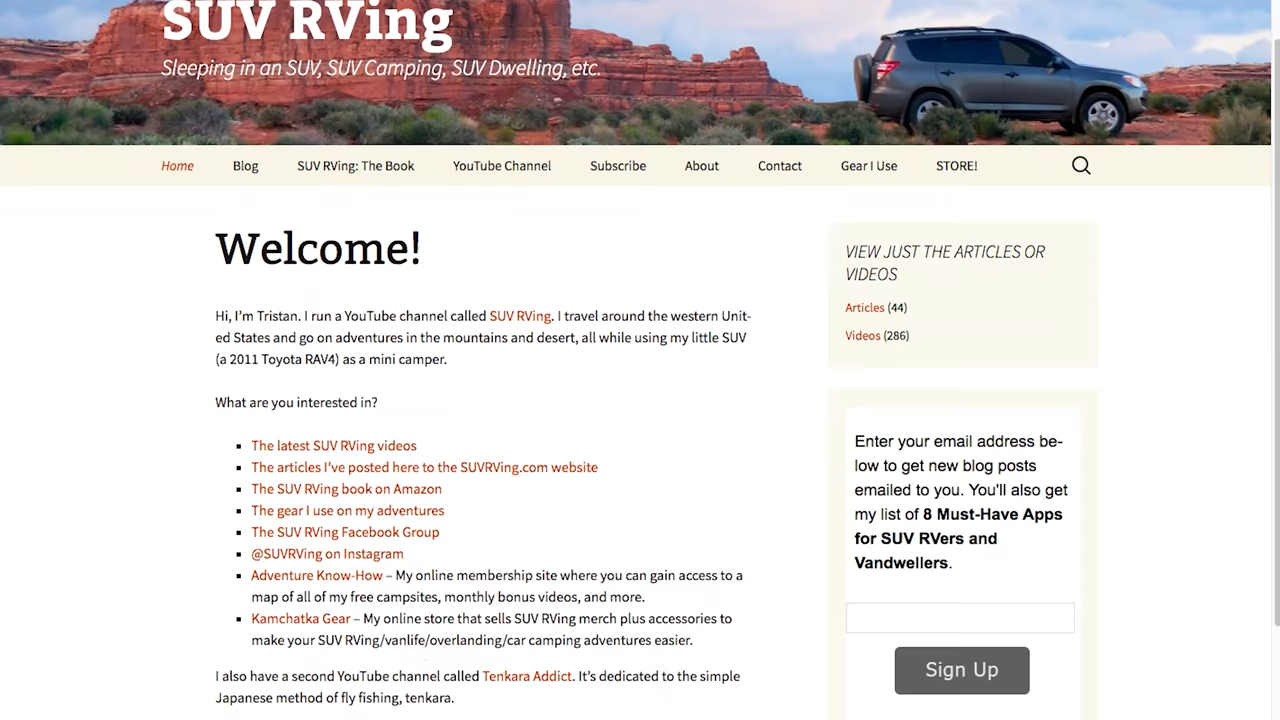 SUV RVing
Sleeping in an SUV, SUV Camping, SUV Dwelling, etc.
Home Blog SUV RVing: The Book YouTube Channel Subscribe About Contact Gear I Use STORE!
Welcome!
Hi, I’m Tristan. I run a YouTube channel called SUV RVing. I travel around the western Unit-
ed States and go on adventures in the mountains and desert, all while using my little SUV
(a 2011 Toyota RAV4) as a mini camper.
What are you interested in?
The latest SUV RVing videos
The articles I’ve posted here to the SUVRVing.com website
The SUV RVing book on Amazon
The gear I use on my adventures
The SUV RVing Facebook Group
@SUVRVing on Instagram
Adventure Know-How – My online membership site where you can gain access to a
map of all of my free campsites, monthly bonus videos, and more.
Kamchatka Gear – My online store that sells SUV RVing merch plus accessories to
make your SUV RVing/vanlife/overlanding/car camping adventures easier.
I also have a second YouTube channel called Tenkara Addict. It’s dedicated to the simple
Japanese method of fly fishing, tenkara.
VIEW JUST THE ARTICLES OR
VIDEOS
Articles (44)
Videos (286)
Enter your email address be-
low to get new blog posts
emailed to you. You'll also get
my list of 8 Must-Have Apps
for SUV RVers and
Vandwellers.
Sign Up